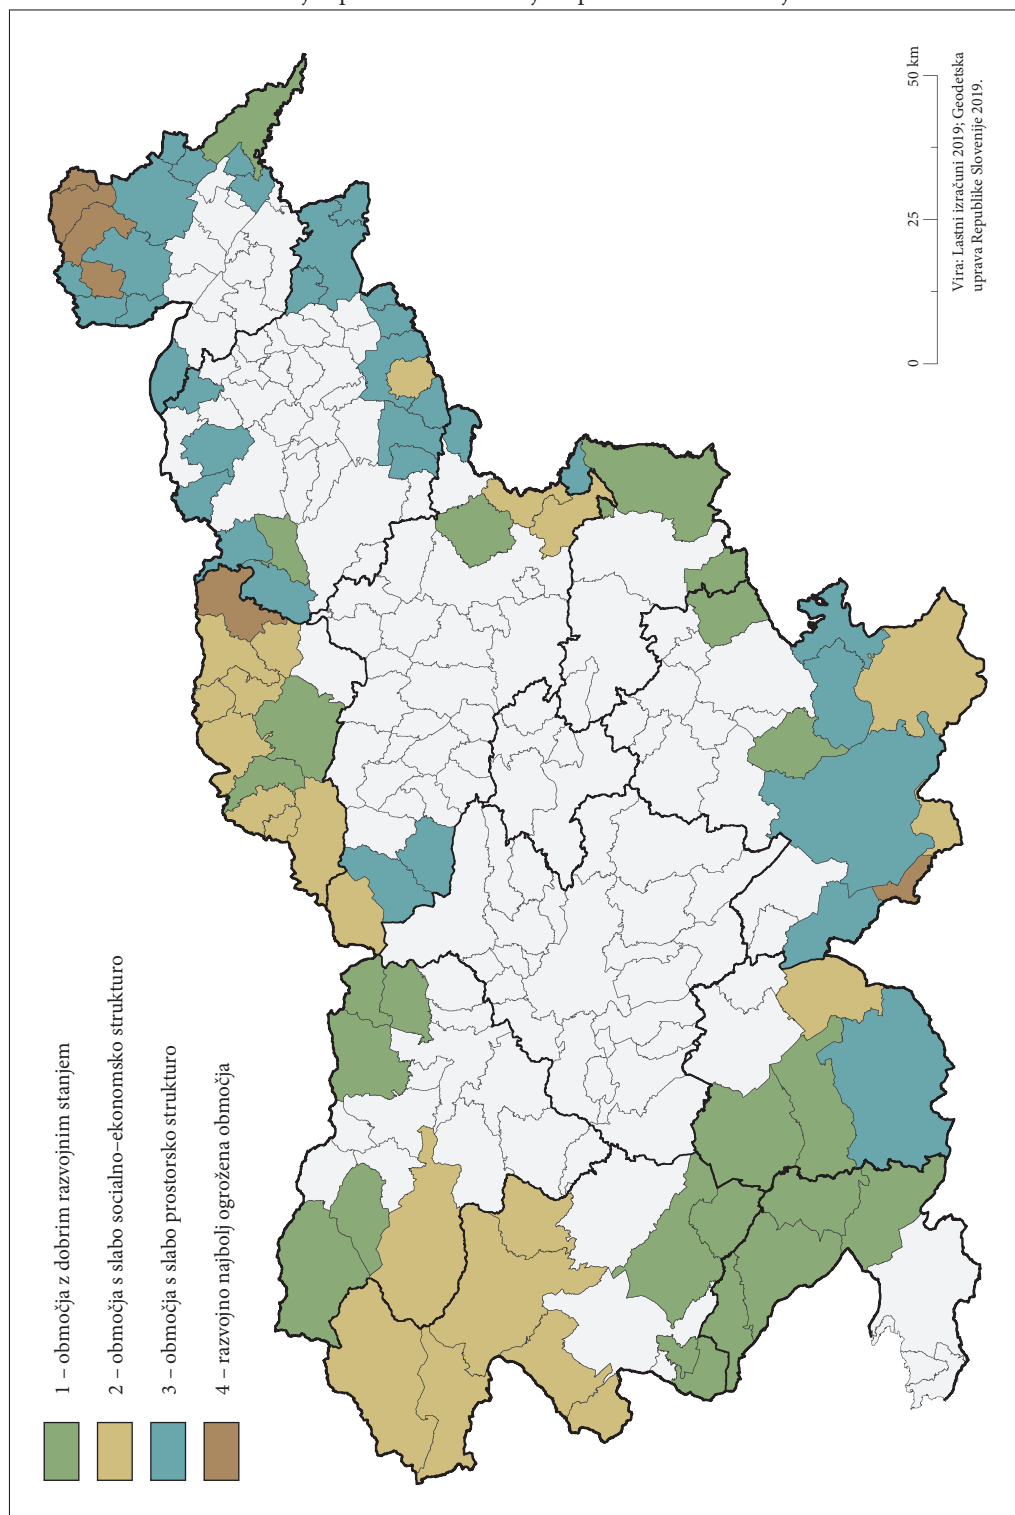 1 – območja z dobrim razvojnim stanjem
2 – območja s slabo socialno–ekonomsko strukturo
3 – območja s slabo prostorsko strukturo
4 – razvojno najbolj ogrožena območja
0 25 50 km
Vira: Lastni izračuni 2019; Geodetska
uprava Republike Slovenije 2019.